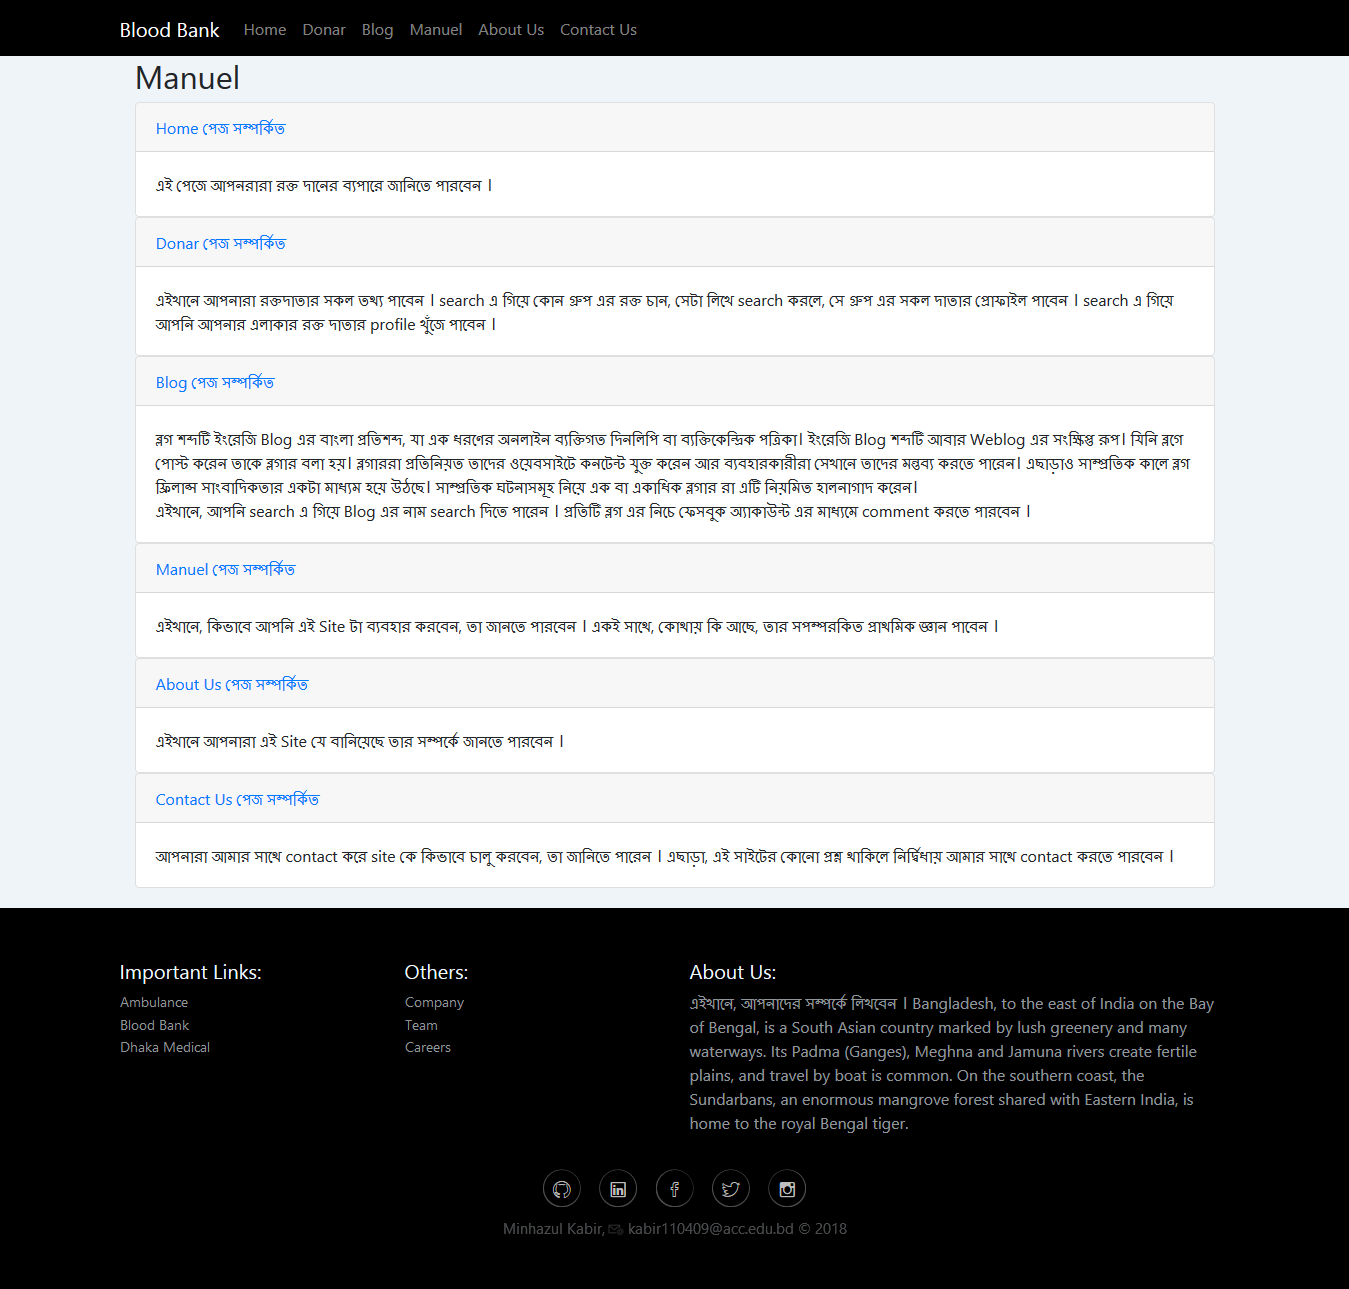 Blood Bank Home Donar Blog Manuel About Us Contact Us
Manuel
Home পেজ সম্পর্কিত
এই পেজে আপনরারা রক্ত দানের ব্যপারে জানিতে পারবেন ।
Donar পেজ সম্পর্কিত
এইখানে আপনারা রক্তদাতার সকল তথ্য পাবেন । search এ গিয়ে কোন গ্রুপ এর রক্ত চান, সেটা লিখে search করলে, সে গ্রুপ এর সকল দাতার প্রোফাইল পাবেন । search এ গিয়ে
আপনি আপনার এলাকার রক্ত দাতার profile খুঁজে পাবেন ।
Blog পেজ সম্পর্কিত
ব্লগ শব্দটি ইংরেজি Blog এর বাংলা প্রতিশব্দ, যা এক ধরণের অনলাইন ব্যক্তিগত দিনলিপি বা ব্যক্তিকেন্দ্রিক পত্রিকা। ইংরেজি Blog শব্দটি আবার Weblog এর সংক্ষিপ্ত রূপ। যিনি ব্লগে
পোস্ট করেন তাকে ব্লগার বলা হয়। ব্লগাররা প্রতিনিয়ত তাদের ওয়েবসাইটে কনটেন্ট যুক্ত করেন আর ব্যবহারকারীরা সেখানে তাদের মন্তব্য করতে পারেন। এছাড়াও সাম্প্রতিক কালে ব্লগ
ফ্রিলান্স সাংবাদিকতার একটা মাধ্যম হয়ে উঠছে। সাম্প্রতিক ঘটনাসমূহ নিয়ে এক বা একাধিক ব্লগার রা এটি নিয়মিত হালনাগাদ করেন।
এইখানে, আপনি search এ গিয়ে Blog এর নাম search দিতে পারেন । প্রতিটি ব্লগ এর নিচে ফেসবুক অ্যাকাউন্ট এর মাধ্যমে comment করতে পারবেন ।
Manuel পেজ সম্পর্কিত
এইখানে, কিভাবে আপনি এই Site টা ব্যবহার করবেন, তা জানতে পারবেন । একই সাথে, কোথায় কি আছে, তার সপম্পরকিত প্রাথমিক জ্ঞান পাবেন ।
About Us পেজ সম্পর্কিত
এইখানে আপনারা এই Site যে বানিয়েছে তার সম্পর্কে জানতে পারবেন ।
Contact Us পেজ সম্পর্কিত
আপনারা আমার সাথে contact করে site কে কিভাবে চালু করবেন, তা জানিতে পারেন । এছাড়া, এই সাইটের কোনো প্রশ্ন থাকিলে নির্দ্বিধায় আমার সাথে contact করতে পারবেন ।
Important Links:
Ambulance
Blood Bank
Dhaka Medical
Others:
Company
Team
Careers
About Us:
এইখানে, আপনাদের সম্পর্কে লিখবেন । Bangladesh, to the east of India on the Bay
of Bengal, is a South Asian country marked by lush greenery and many
waterways. Its Padma (Ganges), Meghna and Jamuna rivers create fertile
plains, and travel by boat is common. On the southern coast, the
Sundarbans, an enormous mangrove forest shared with Eastern India, is
home to the royal Bengal tiger.
Minhazul Kabir, kabir110409@acc.edu.bd © 2018